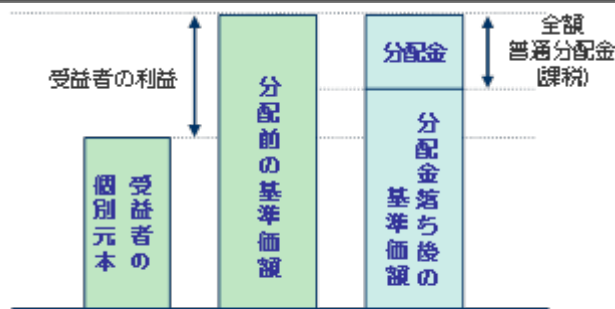 受益者の利益
受益者の
個別元本
分配前の基準価額
分配金
分配金落ち後の
基準価額
全額
普通分配金
(課税)